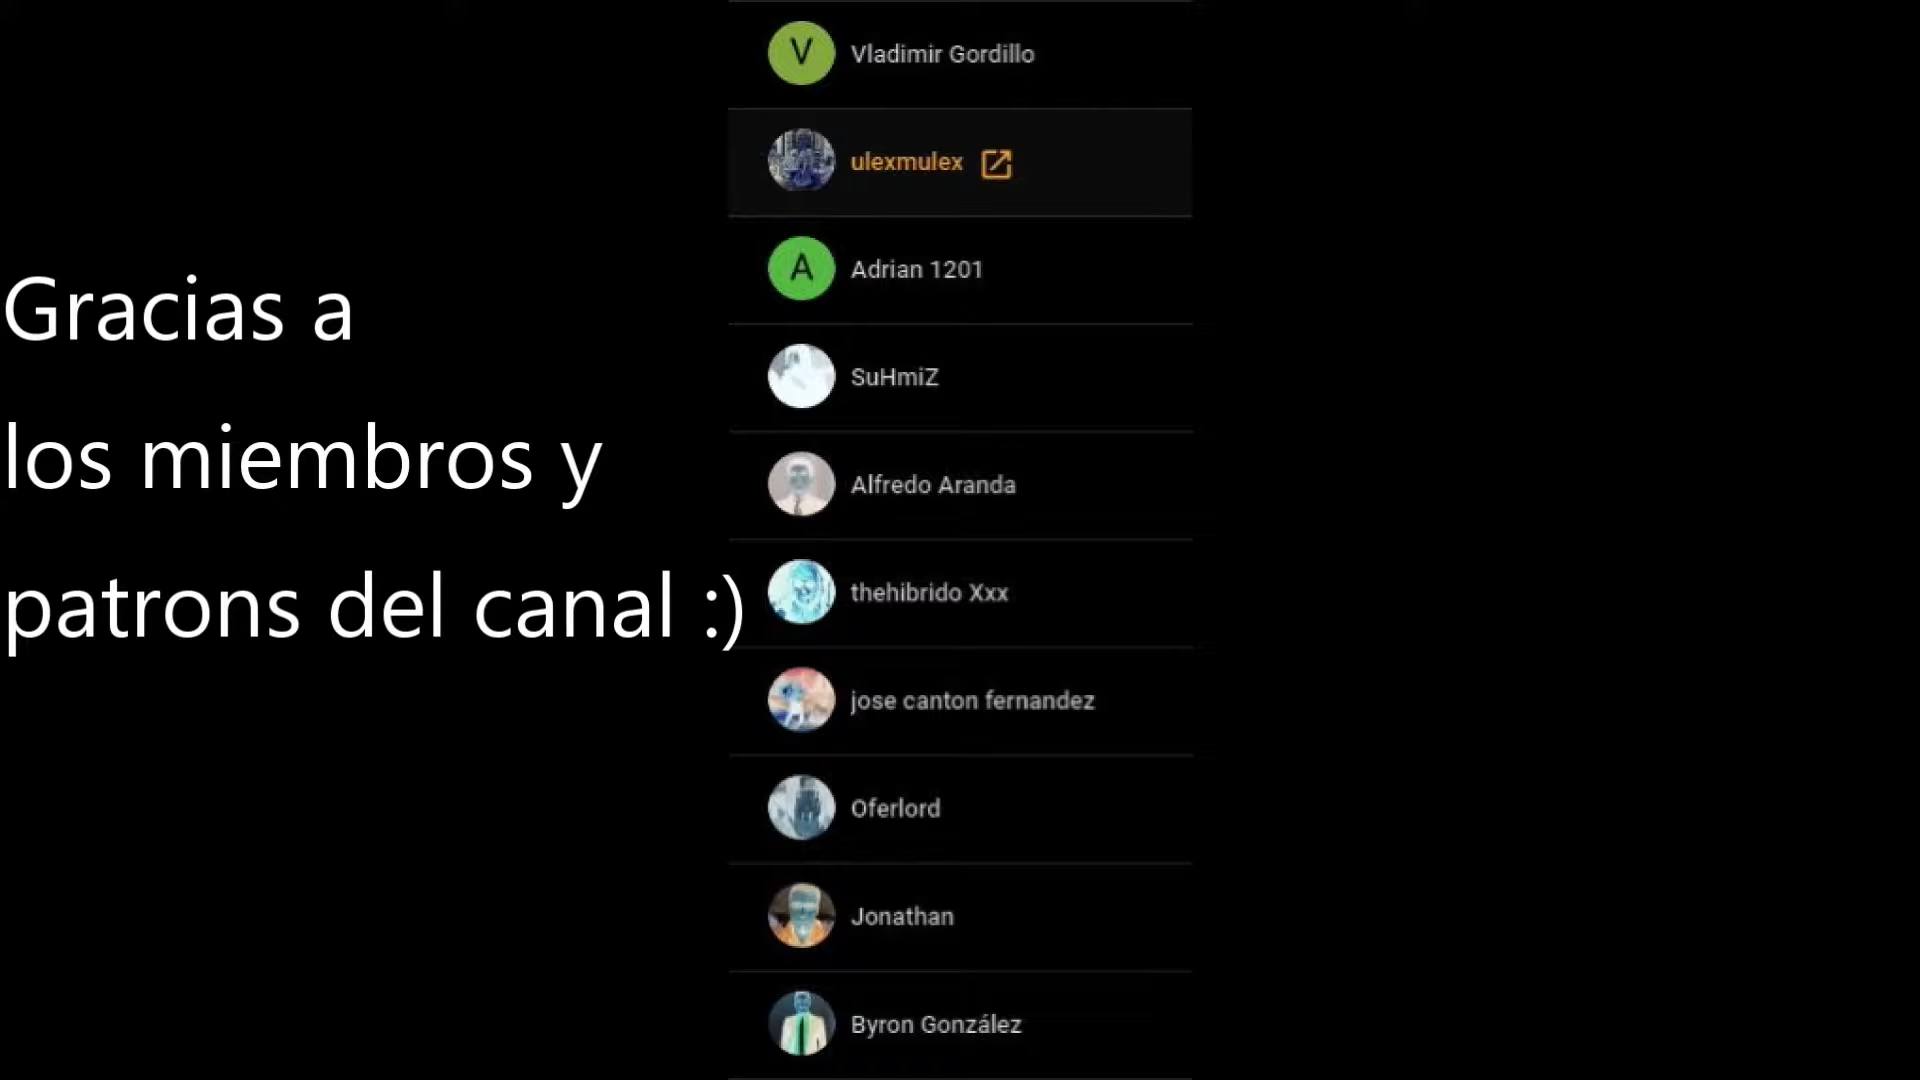 Gracias a
los miembros y
patrons del canal :)
V Vladimir Gordillo
ulexmulex
A Adrian 1201
SuHmiZ
Alfredo Aranda
thehibrido Xxx
jose canton fernandez
Oferlord
Jonathan
Byron González